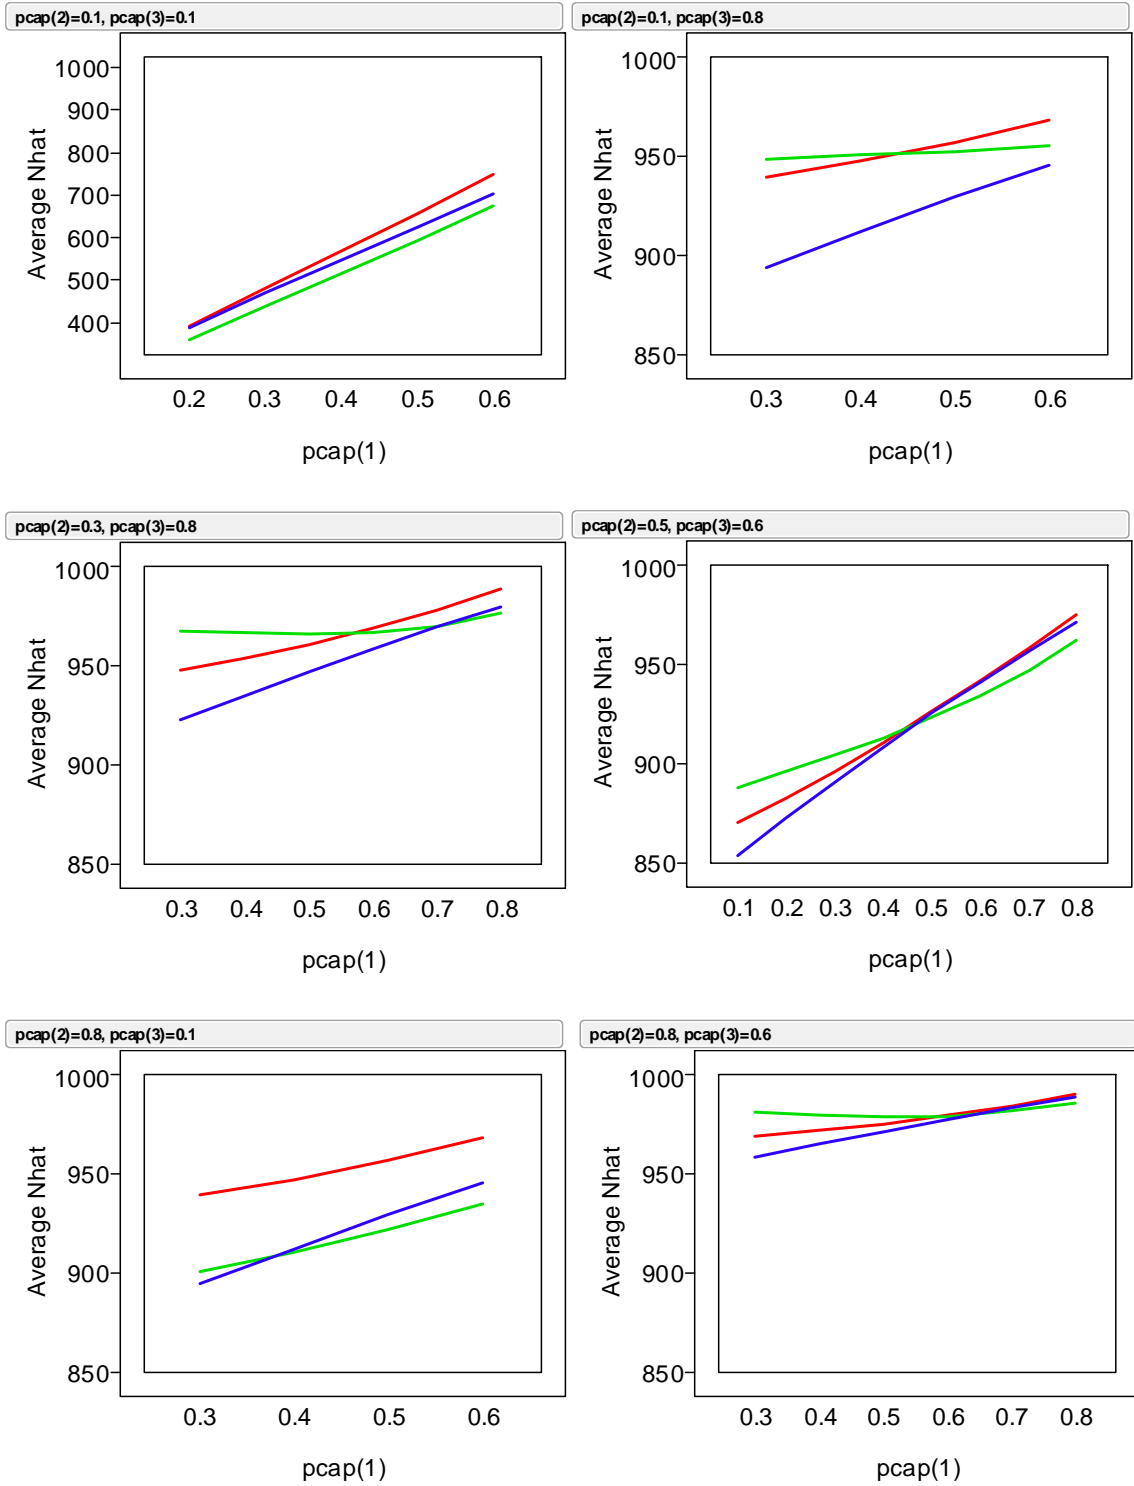 pcap(2)=0.1, pcap(3)=0.1
1000
900
800
700
600
500
400
Average Nhat
0.2 0.3 0.4 0.5 0.6
pcap(1)
pcap(2)=0.1, pcap(3)=0.8
1000
950
900
850
Average Nhat
0.3 0.4 0.5 0.6
pcap(1)
pcap(2)=0.3, pcap(3)=0.8
1000
950
900
850
Average Nhat
0.3 0.4 0.5 0.6 0.7 0.8
pcap(1)
pcap(2)=0.5, pcap(3)=0.6
1000
950
900
850
Average Nhat
0.1 0.2 0.3 0.4 0.5 0.6 0.7 0.8
pcap(1)
pcap(2)=0.8, pcap(3)=0.1
1000
950
900
850
Average Nhat
0.3 0.4 0.5 0.6
pcap(1)
pcap(2)=0.8, pcap(3)=0.6
1000
950
900
850
Average Nhat
0.3 0.4 0.5 0.6 0.7 0.8
pcap(1)